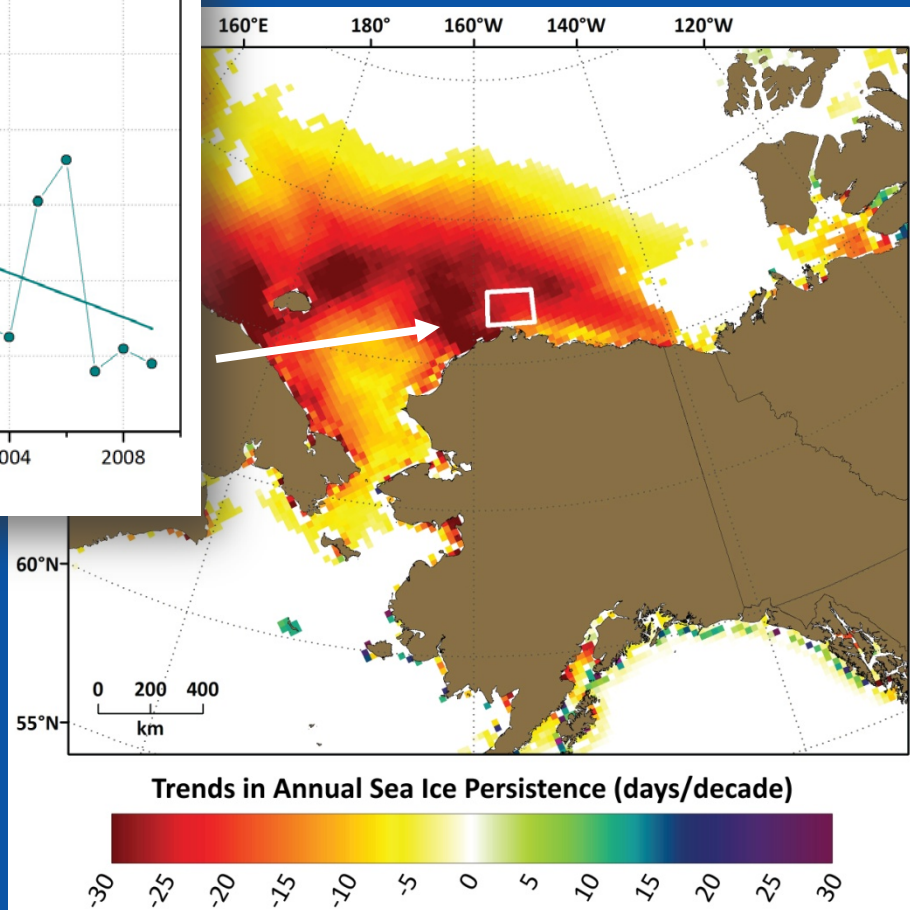 160°E 180° 160°W 140°W 120°W
2008
60°N
55°N
0 200 400
km
Trends in Annual Sea Ice Persistence (days/decade)
-30 -25 -20 -15 -10 -5 0 5 10 15 20 25 30